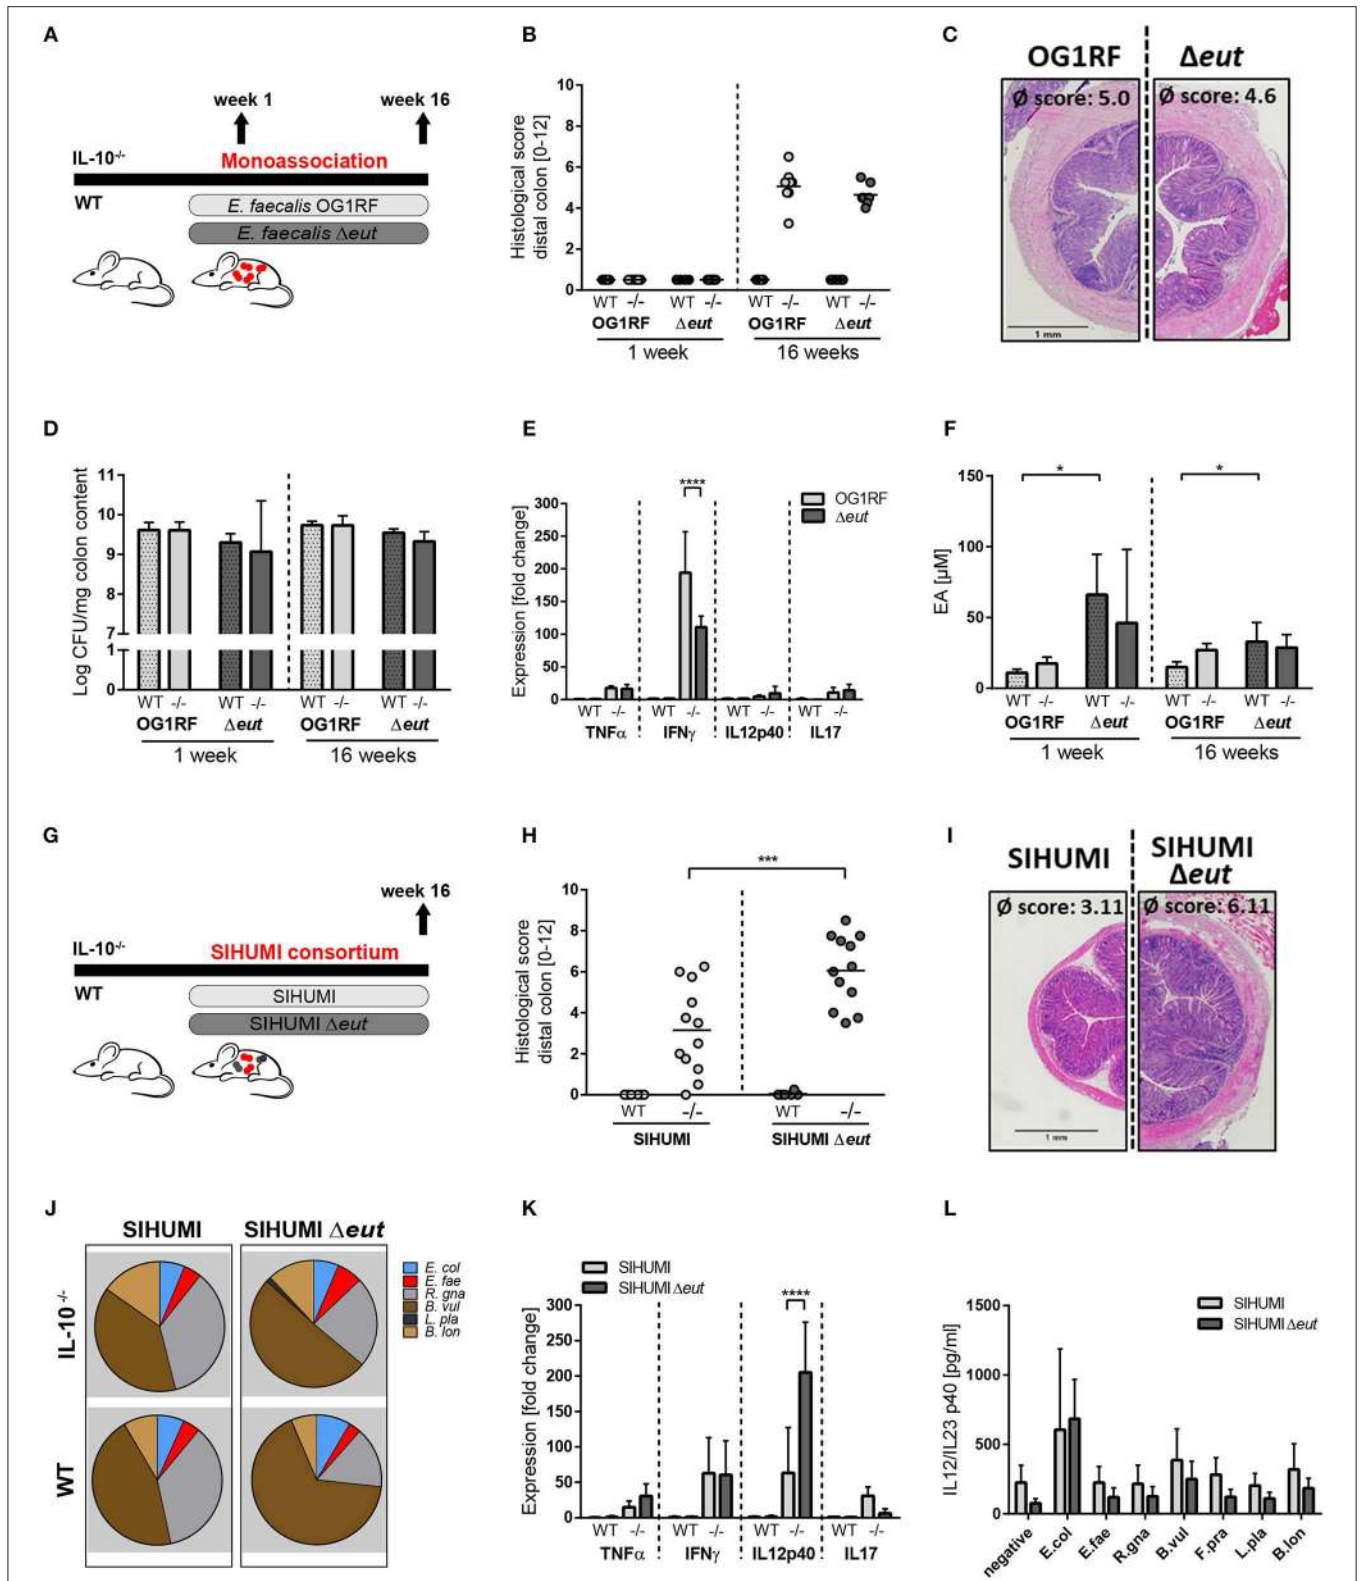 A
week 1
week 16
IL-10-/-
Monoassociation
WT
E. faecalis OG1RF
E. faecalis Δeut
B
Histological score
distal colon [0-12]
10
8
6
4
2
0
WT -/- WT -/- WT -/- WT -/-
OG1RF Δeut OG1RF Δeut
1 week 16 weeks
C
OG1RF Δeut
Ø score: 5.0 Ø score: 4.6
1 mm
D
Log CFU/mg colon content
11
10
9
8
7
1
0
WT -/- WT -/- WT -/- WT -/-
OG1RF Δeut OG1RF Δeut
1 week 16 weeks
E
Expression [fold change]
300
250
200
150
100
50
0
****
OG1RF
Δeut
WT -/- WT -/- WT -/- WT -/-
TNFα IFNγ IL12p40 IL17
F
EA [µM]
150
100
50
0
* *
WT -/- WT -/- WT -/- WT -/-
OG1RF Δeut OG1RF Δeut
1 week 16 weeks
G
week 16
IL-10-/-
SIHUMI consortium
WT
SIHUMI
SIHUMI Δeut
H
Histological score
distal colon [0-12]
***
10
8
6
4
2
0
WT -/- WT -/-
SIHUMI SIHUMI Δeut
I
SIHUMI SIHUMI
Δeut
Ø score: 3.11 Ø score: 6.11
1 mm
J
SIHUMI SIHUMI Δeut
IL-10 -/-
WT
E. col
E. fae
R. gna
B. vul
L. pla
B. lon
K
SIHUMI
SIHUMI Δeut
Expression [fold change]
300
250
200
150
100
50
0
****
WT -/- WT -/- WT -/- WT -/-
TNFα IFNγ IL12p40 IL17
L
IL12/IL23 p40 [pg/ml]
1500
1000
500
0
SIHUMI
SIHUMI Δeut
negative E.col E.fae R.gna B.vul F.pra L.pla B.lon